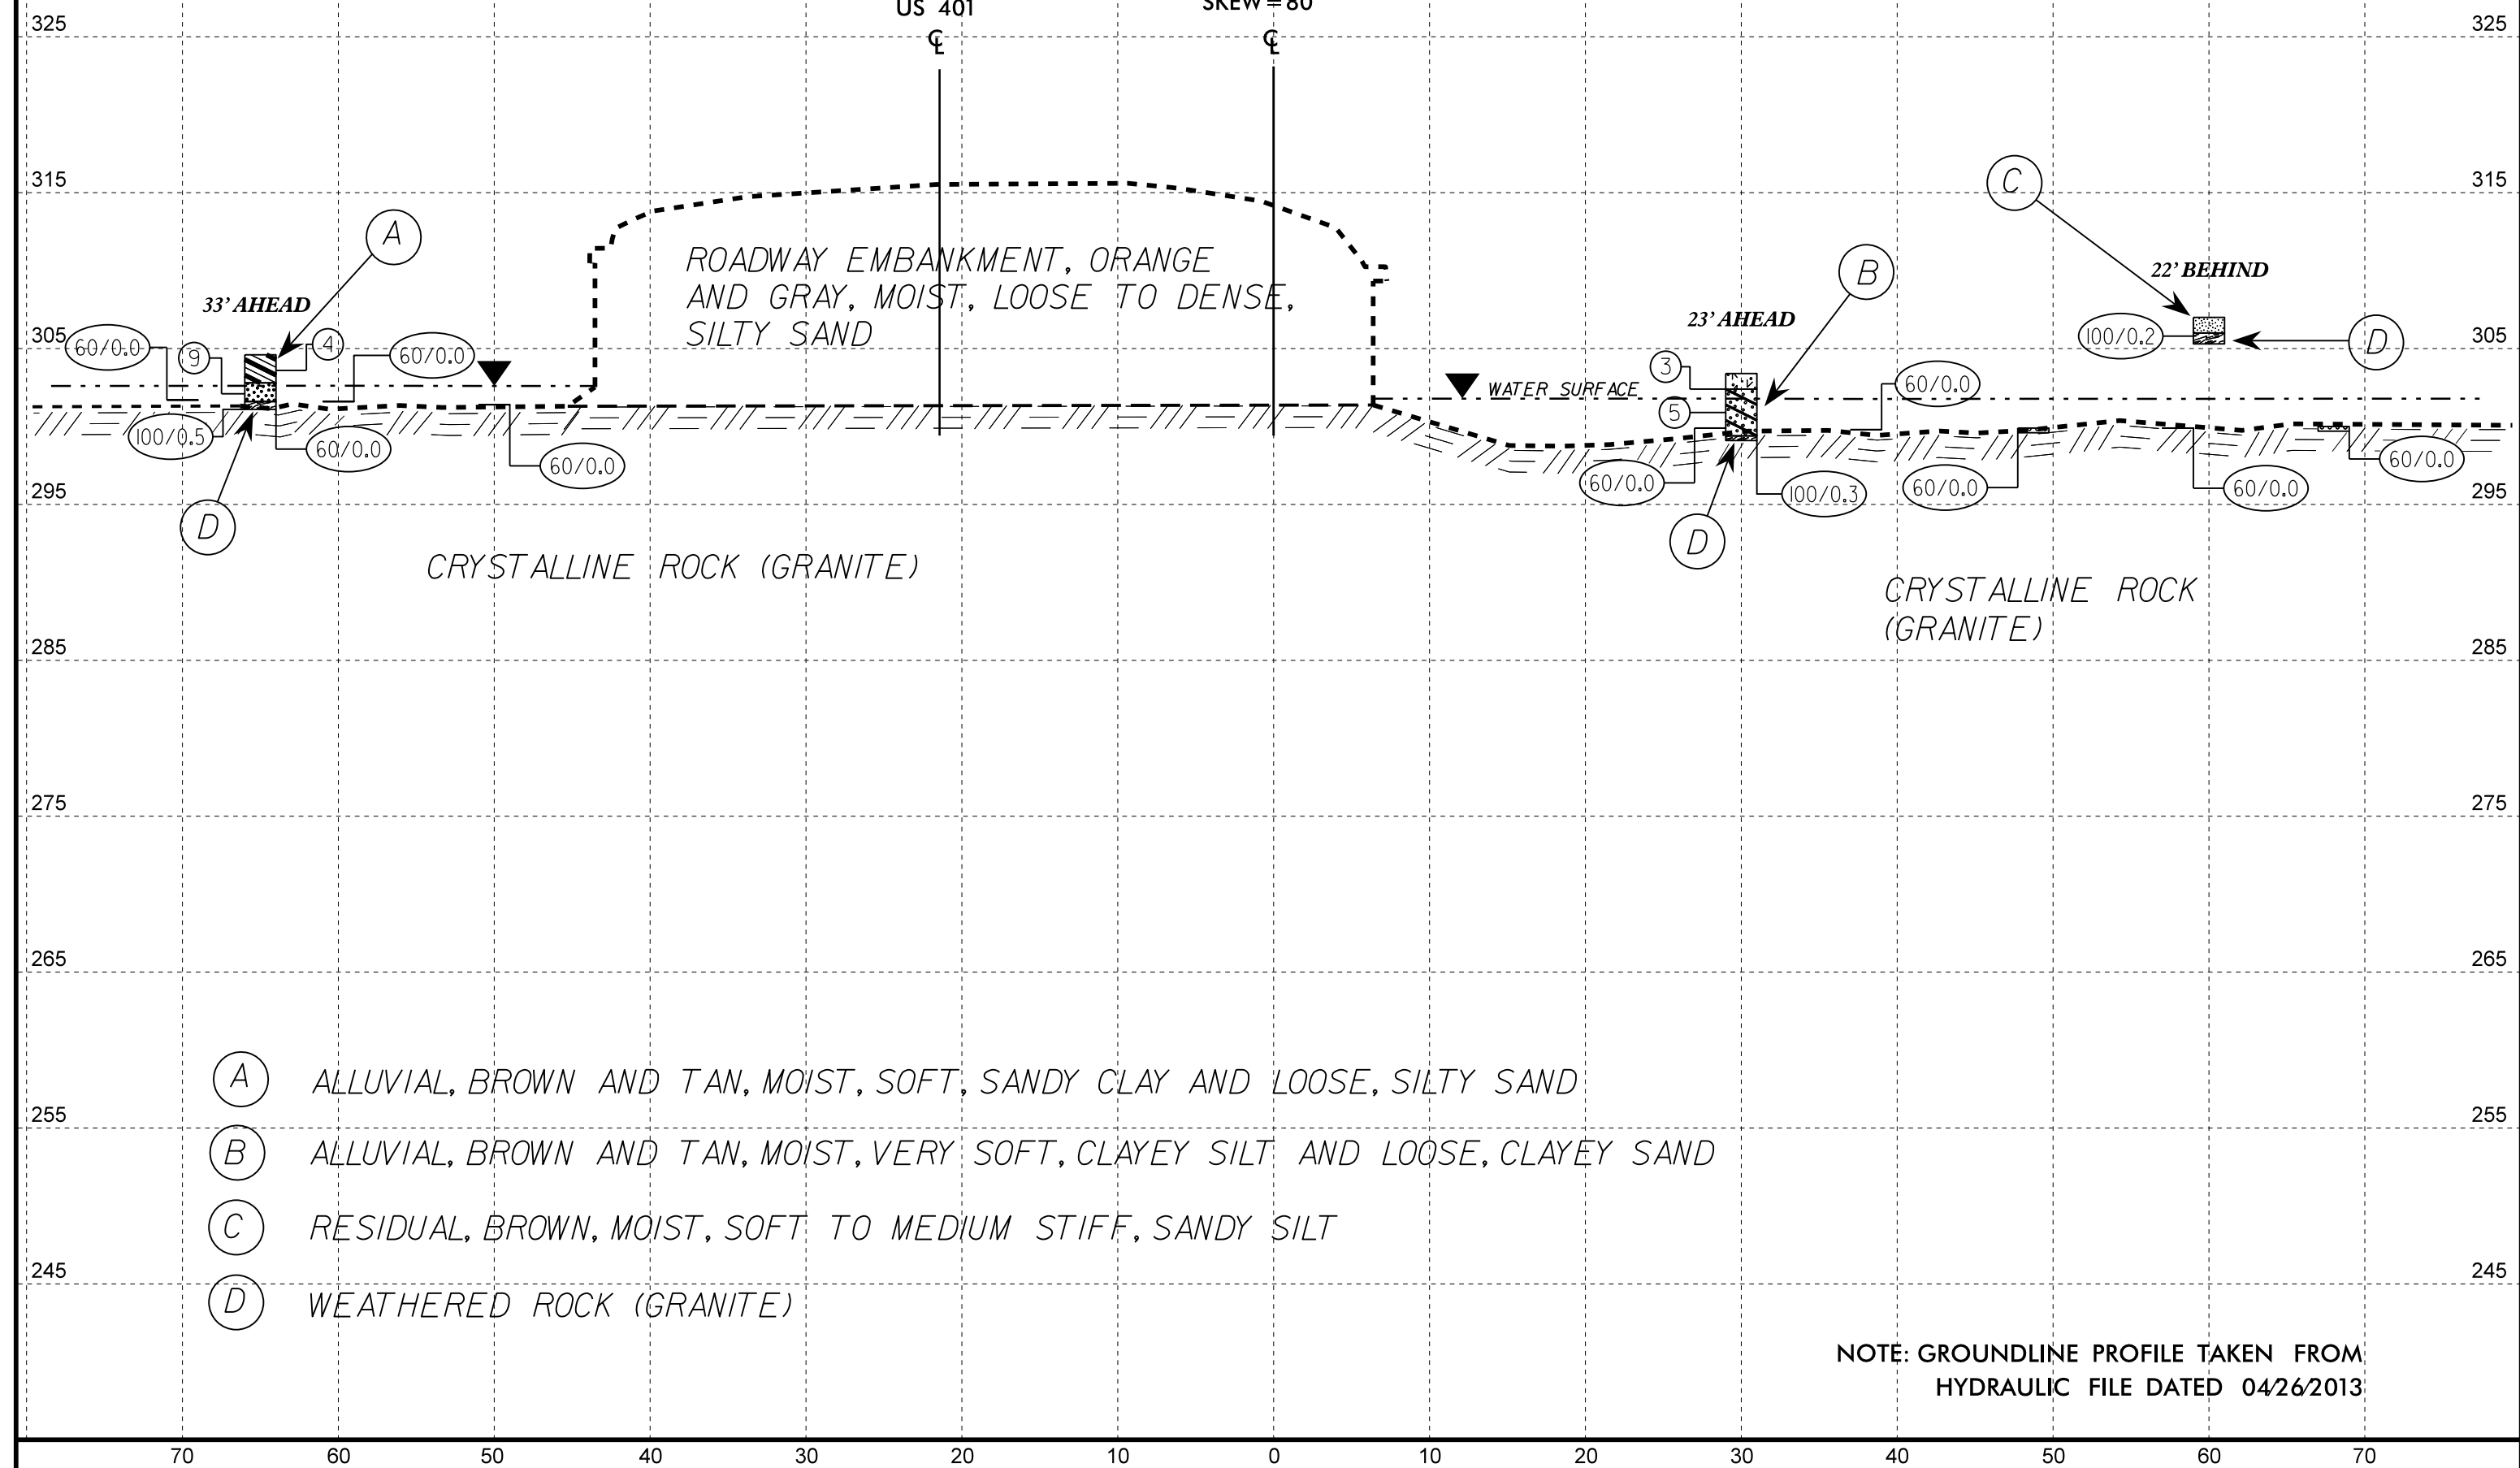 US 401
SKEW = 80
℄ ℄
325 325
315 315
C
A
ROADWAY EMBANKMENT, ORANGE
AND GRAY, MOIST, LOOSE TO DENSE,
SILTY SAND
B
22' BEHIND
33' AHEAD
23' AHEAD
305 305
60/0.0 9 4 60/0.0
3 100/0.2 D
WATER SURFACE 60/0.0
5
100/0.5 60/0.0 60/0.0
60/0.0 100/0.3 60/0.0 60/0.0 60/0.0
295 295
D D
CRYSTALLINE ROCK (GRANITE)
CRYSTALLINE ROCK
(GRANITE)
285 285
275 275
265 265
A ALLUVIAL, BROWN AND TAN, MOIST, SOFT, SANDY CLAY AND LOOSE, SILTY SAND
255 255
B ALLUVIAL, BROWN AND TAN, MOIST, VERY SOFT, CLAYEY SILT AND LOOSE, CLAYEY SAND
C RESIDUAL, BROWN, MOIST, SOFT TO MEDIUM STIFF, SANDY SILT
245 245
D WEATHERED ROCK (GRANITE)
NOTE: GROUNDLINE PROFILE TAKEN FROM
HYDRAULIC FILE DATED 04/26/2013
70 60 50 40 30 20 10 0 10 20 30 40 50 60 70